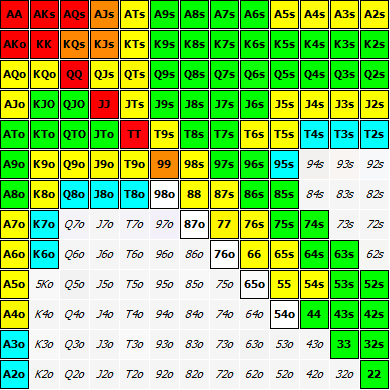 AA AKs AQs AJs ATs A9s A8s A7s A6s A5s A4s A3s A2s
AKo KK KQs KJs KTs K9s K8s K7s K6s K5s K4s K3s K2s
AQo KQo QQ QJs QTs Q9s Q8s Q7s Q6s Q5s Q4s Q3s Q2s
AJo KJO QJO JJ JTs J9s J8s J7s J6s J5s J4s J3s J2s
ATo KTo QTO JTo TT T9s T8s T7s T6s T5s T4s T3s T2s
A9o K9o Q9o J9o T9o 99 98s 97s 96s 95s 94s 93s 92s
A8o K8o Q8o J8o T8o 98o 88 87s 86s 85s 84s 83s 82s
A7o K7o Q7o J7o T7o 97o 87o 77 76s 75s 74s 73s 72s
A6o K6o Q6o J6o T6o 96o 86o 76o 66 65s 64s 63s 62s
A5o 5Ko Q5o J5o T5o 95o 85o 75o 65o 55 54s 53s 52s
A4o K4o Q4o J4o T4o 94o 84o 74o 64o 54o 44 43s 42s
A3o K3o Q3o J3o T3o 93o 83o 73o 63o 53o 43o 33 32s
A2o K2o Q2o J2o T2o 92o 82o 72o 62o 52o 42o 32o 22